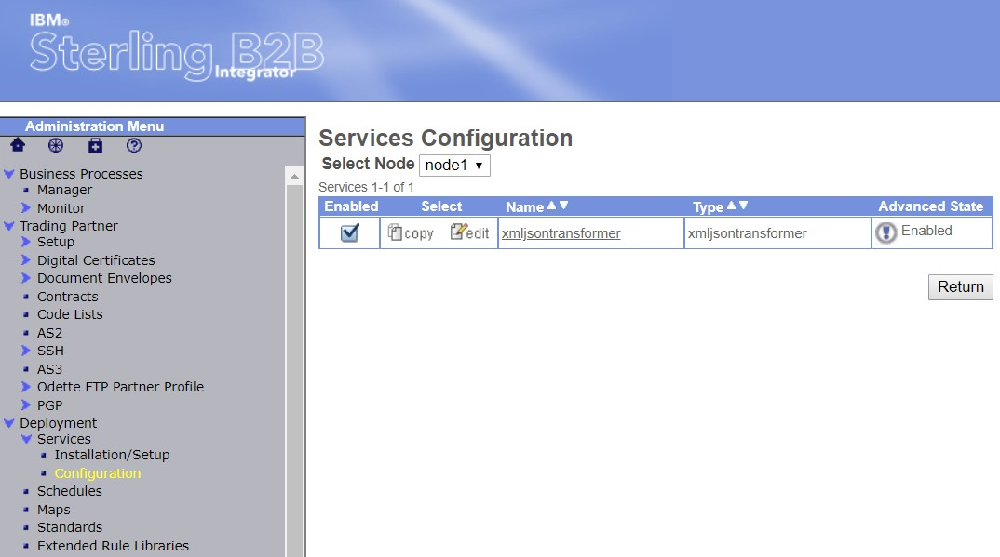 IBM®
Sterling B2B
Integrator
Administration Menu
Business Processes
Manager
Monitor
Trading Partner
Setup
Digital Certificates
Document Envelopes
Contracts
Code Lists
AS2
SSH
AS3
Odette FTP Partner Profile
PGP
Deployment
Services
Installation/Setup
Configuration
Schedules
Maps
Standards
Extended Rule Libraries
Services Configuration
Select Node node1
Services 1-1 of 1
Enabled Select Name Type Advanced State
copy edit xmljsontransformer xmljsontransformer Enabled
Return